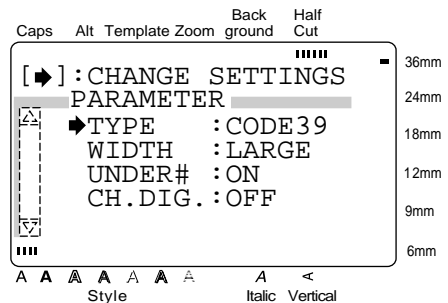 Back Half
Caps Alt Template Zoom ground Cut
[➡]:CHANGE SETTINGS
PARAMETER
➡TYPE :CODE39
WIDTH :LARGE
UNDER# :ON
CH.DIG.:OFF
36mm
24mm
18mm
12mm
9mm
6mm
A A A A A A A A A
Style Italic Vertical